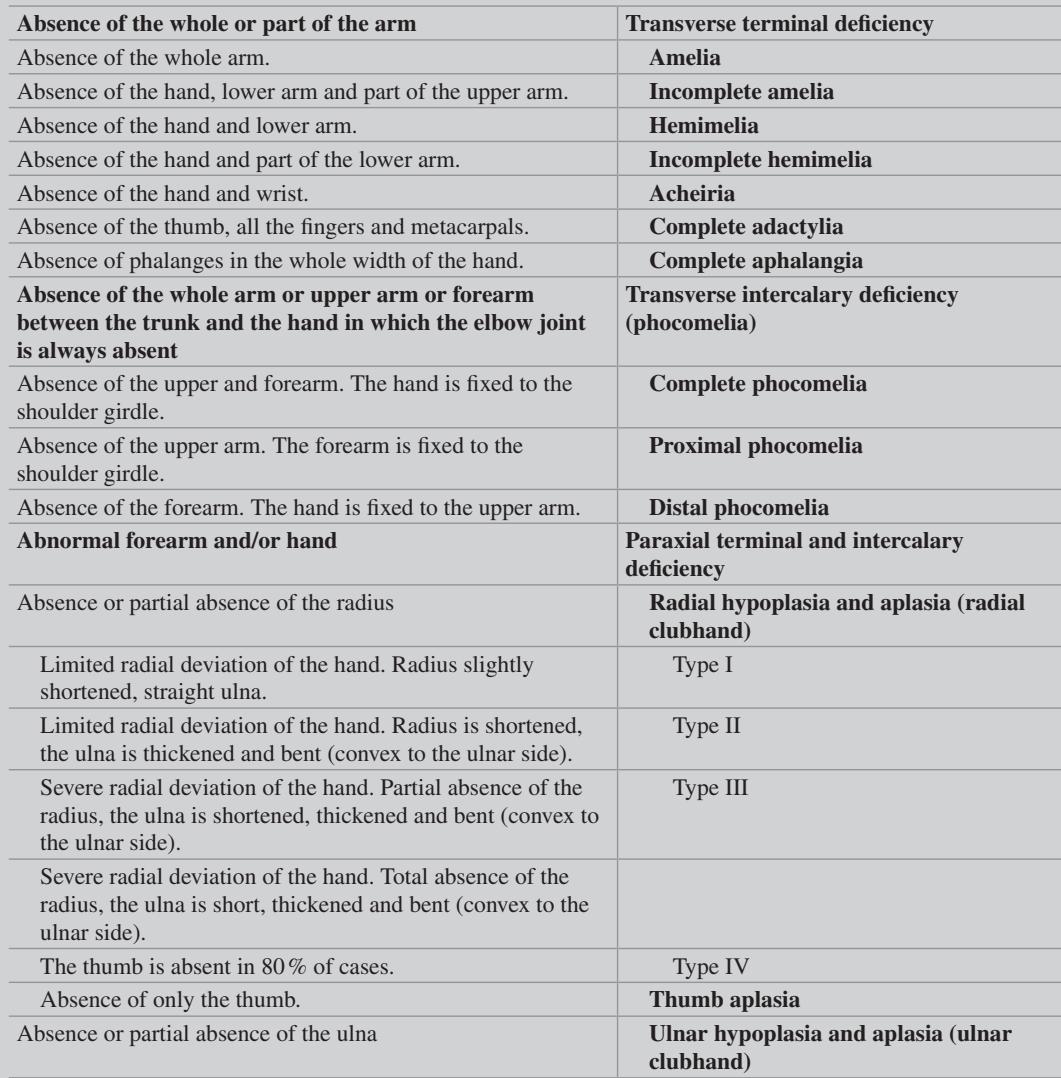 Absence of the whole or part of the arm
Transverse terminal deficiency
Absence of the whole arm.
Amelia
Absence of the hand, lower arm and part of the upper arm.
Incomplete amelia
Absence of the hand and lower arm.
Hemimelia
Absence of the hand and part of the lower arm.
Incomplete hemimelia
Absence of the hand and wrist.
Acheiria
Absence of the thumb, all the fingers and metacarpals.
Complete adactylia
Absence of phalanges in the whole width of the hand.
Complete aphalangia
Absence of the whole arm or upper arm or forearm
between the trunk and the hand in which the elbow joint
is always absent
Transverse intercalary deficiency
(phocomelia)
Absence of the upper and forearm. The hand is fixed to the
shoulder girdle.
Complete phocomelia
Absence of the upper arm. The forearm is fixed to the
shoulder girdle.
Proximal phocomelia
Absence of the forearm. The hand is fixed to the upper arm.
Distal phocomelia
Abnormal forearm and/or hand
Paraxial terminal and intercalary
deficiency
Absence or partial absence of the radius
Radial hypoplasia and aplasia (radial
clubhand)
Limited radial deviation of the hand. Radius slightly
shortened, straight ulna.
Type I
Limited radial deviation of the hand. Radius is shortened,
the ulna is thickened and bent (convex to the ulnar side).
Type II
Severe radial deviation of the hand. Partial absence of the
radius, the ulna is shortened, thickened and bent (convex to
the ulnar side).
Type III
Severe radial deviation of the hand. Total absence of the
radius, the ulna is short, thickened and bent (convex to the
ulnar side).
The thumb is absent in 80 % of cases.
Type IV
Absence of only the thumb.
Thumb aplasia
Absence or partial absence of the ulna
Ulnar hypoplasia and aplasia (ulnar
clubhand)